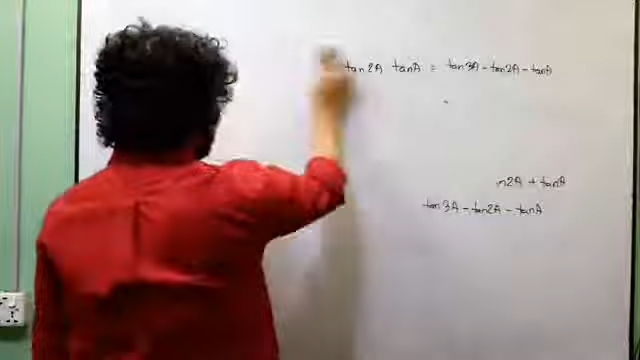 tan2A tanA = tan3A - tan2A - tanA
n2A + tanA
tan3A - tan2A - tanA